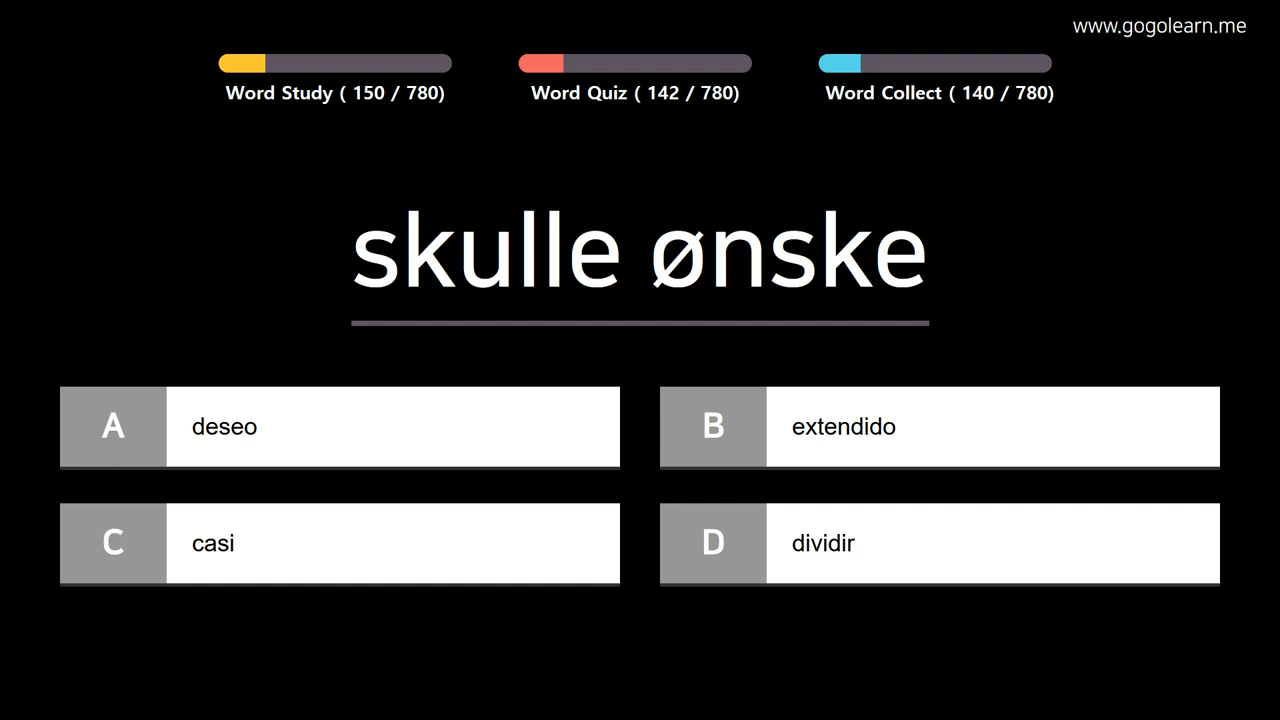 www.gogolearn.me
Word Study ( 150 / 780)
Word Quiz ( 142 / 780)
Word Collect ( 140 / 780)
skulle ønske
A deseo
B extendido
C casi
D dividir